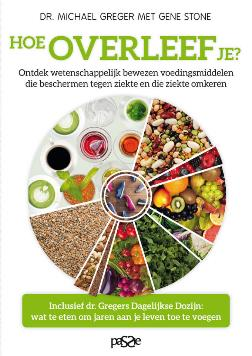 DR. MICHAEL GREGER MET GENE STONE
HOE OVERLEEF JE?
Ontdek wetenschappelijk bewezen voedingsmiddelen
die beschermen tegen ziekte en die ziekte omkeren
Inclusief dr. Gregers Dagelijkse Dozijn:
wat te eten om jaren aan je leven toe te voegen